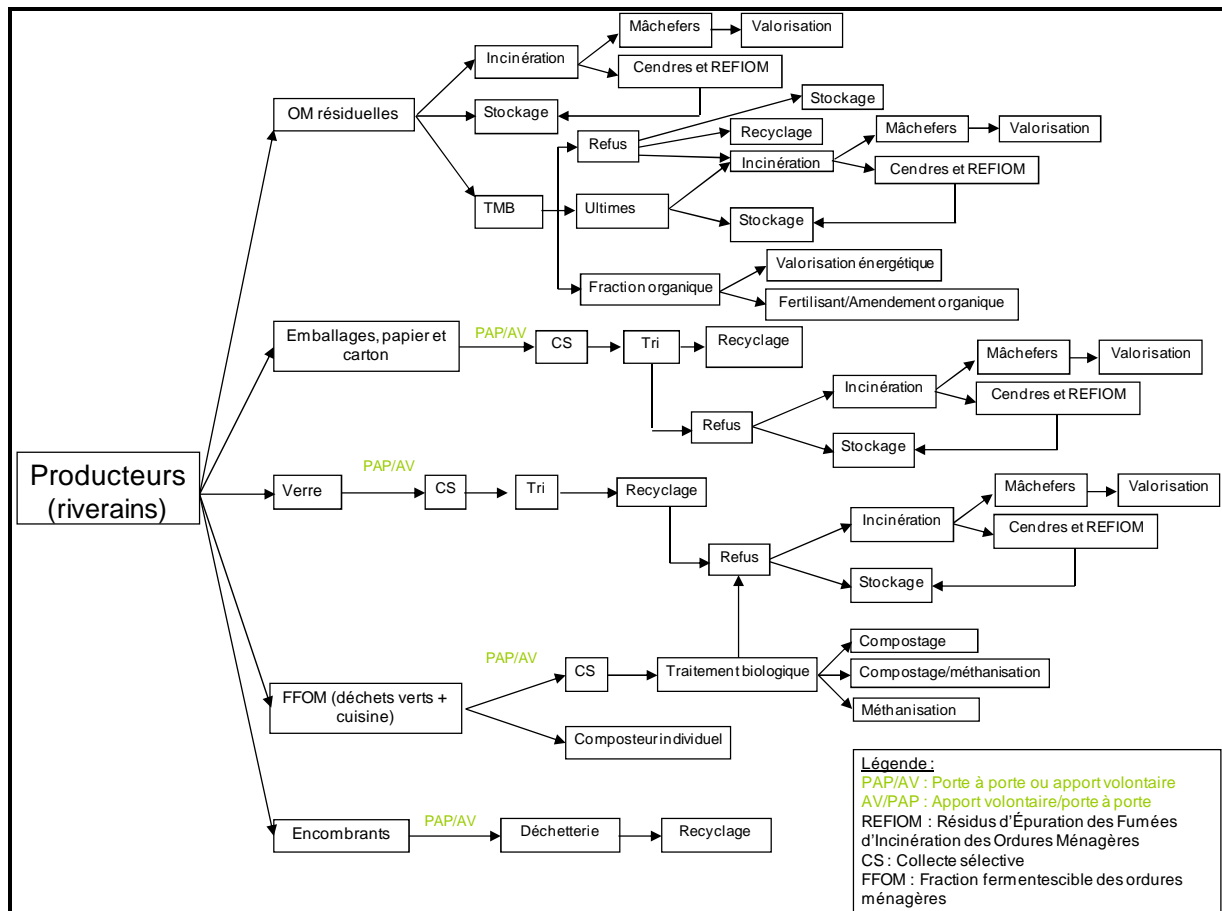 Mâchefers
Valorisation
Incinération
Cendres et REFIOM
OM résiduelles
Stockage
Stockage
Refus
Recyclage
Mâchefers
Valorisation
Incinération
Cendres et REFIOM
TMB
Ultimes
Stockage
Valorisation énergétique
Fraction organique
Fertilisant/Amendement organique
Emballages, papier et
carton
PAP/AV
CS
Tri
Recyclage
Mâchefers
Valorisation
Incinération
Cendres et REFIOM
Refus
Stockage
Producteurs
(riverains)
PAP/AV
Verre
CS
Tri
Recyclage
Mâchefers
Valorisation
Incinération
Cendres et REFIOM
Refus
Stockage
PAP/AV
FFOM (déchets verts +
cuisine)
CS
Traitement biologique
Compostage
Compostage/méthanisation
Méthanisation
Composteur individuel
Encombrants
PAP/AV
Déchetterie
Recyclage
Légende :
PAP/AV : Porte à porte ou apport volontaire
AV/PAP : Apport volontaire/porte à porte
REFIOM : Résidus d'Épuration des Fumées
d'Incinération des Ordures Ménagères
CS : Collecte sélective
FFOM : Fraction fermentescible des ordures
ménagères